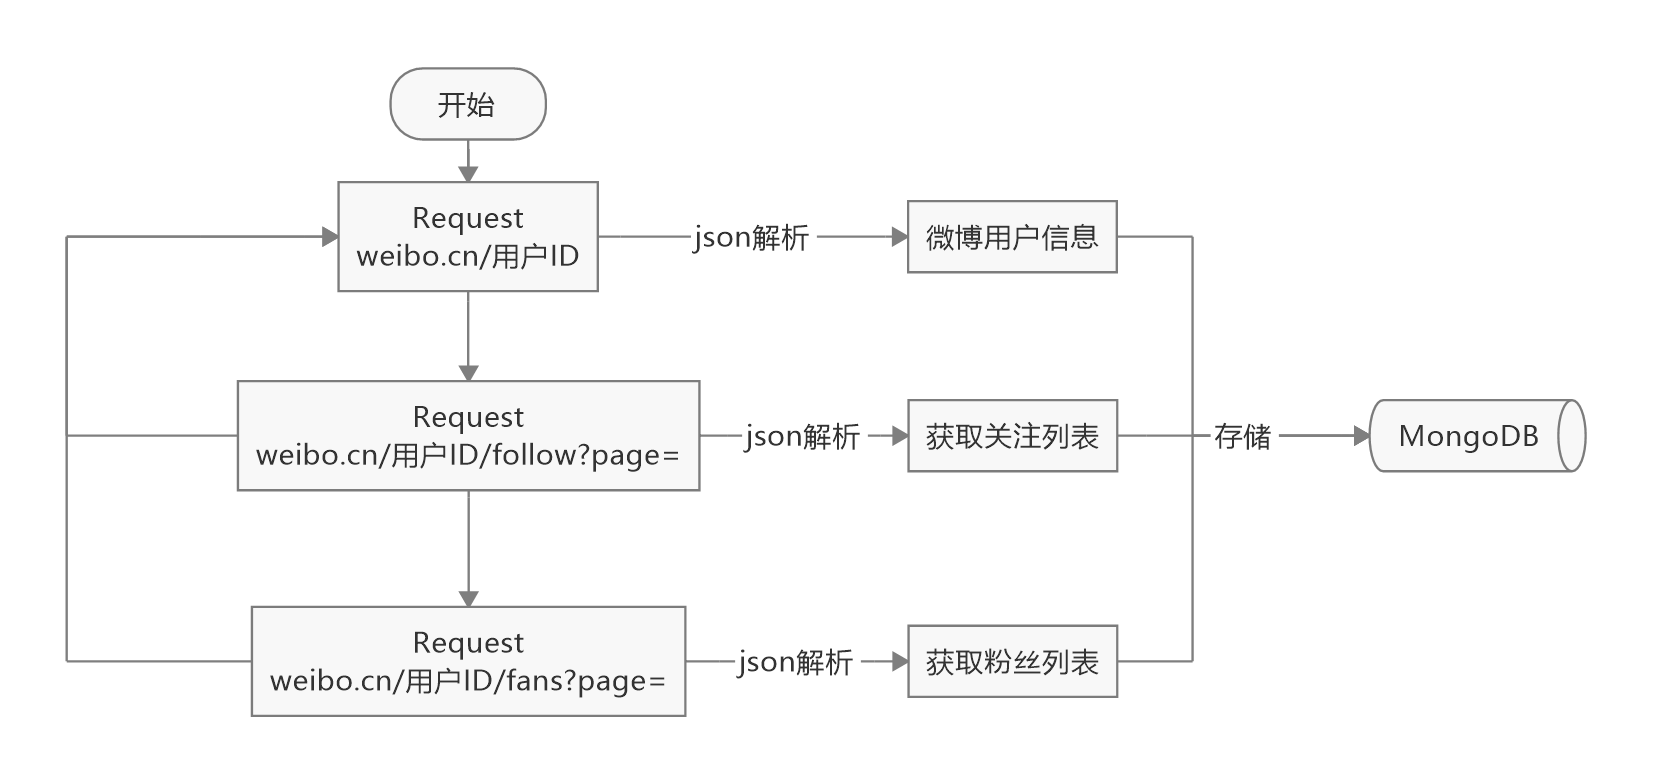 开始
Request
weibo.cn/用户ID
json解析
微博用户信息
Request
weibo.cn/用户ID/follow?page=
json解析
获取关注列表
存储
MongoDB
Request
weibo.cn/用户ID/fans?page=
json解析
获取粉丝列表